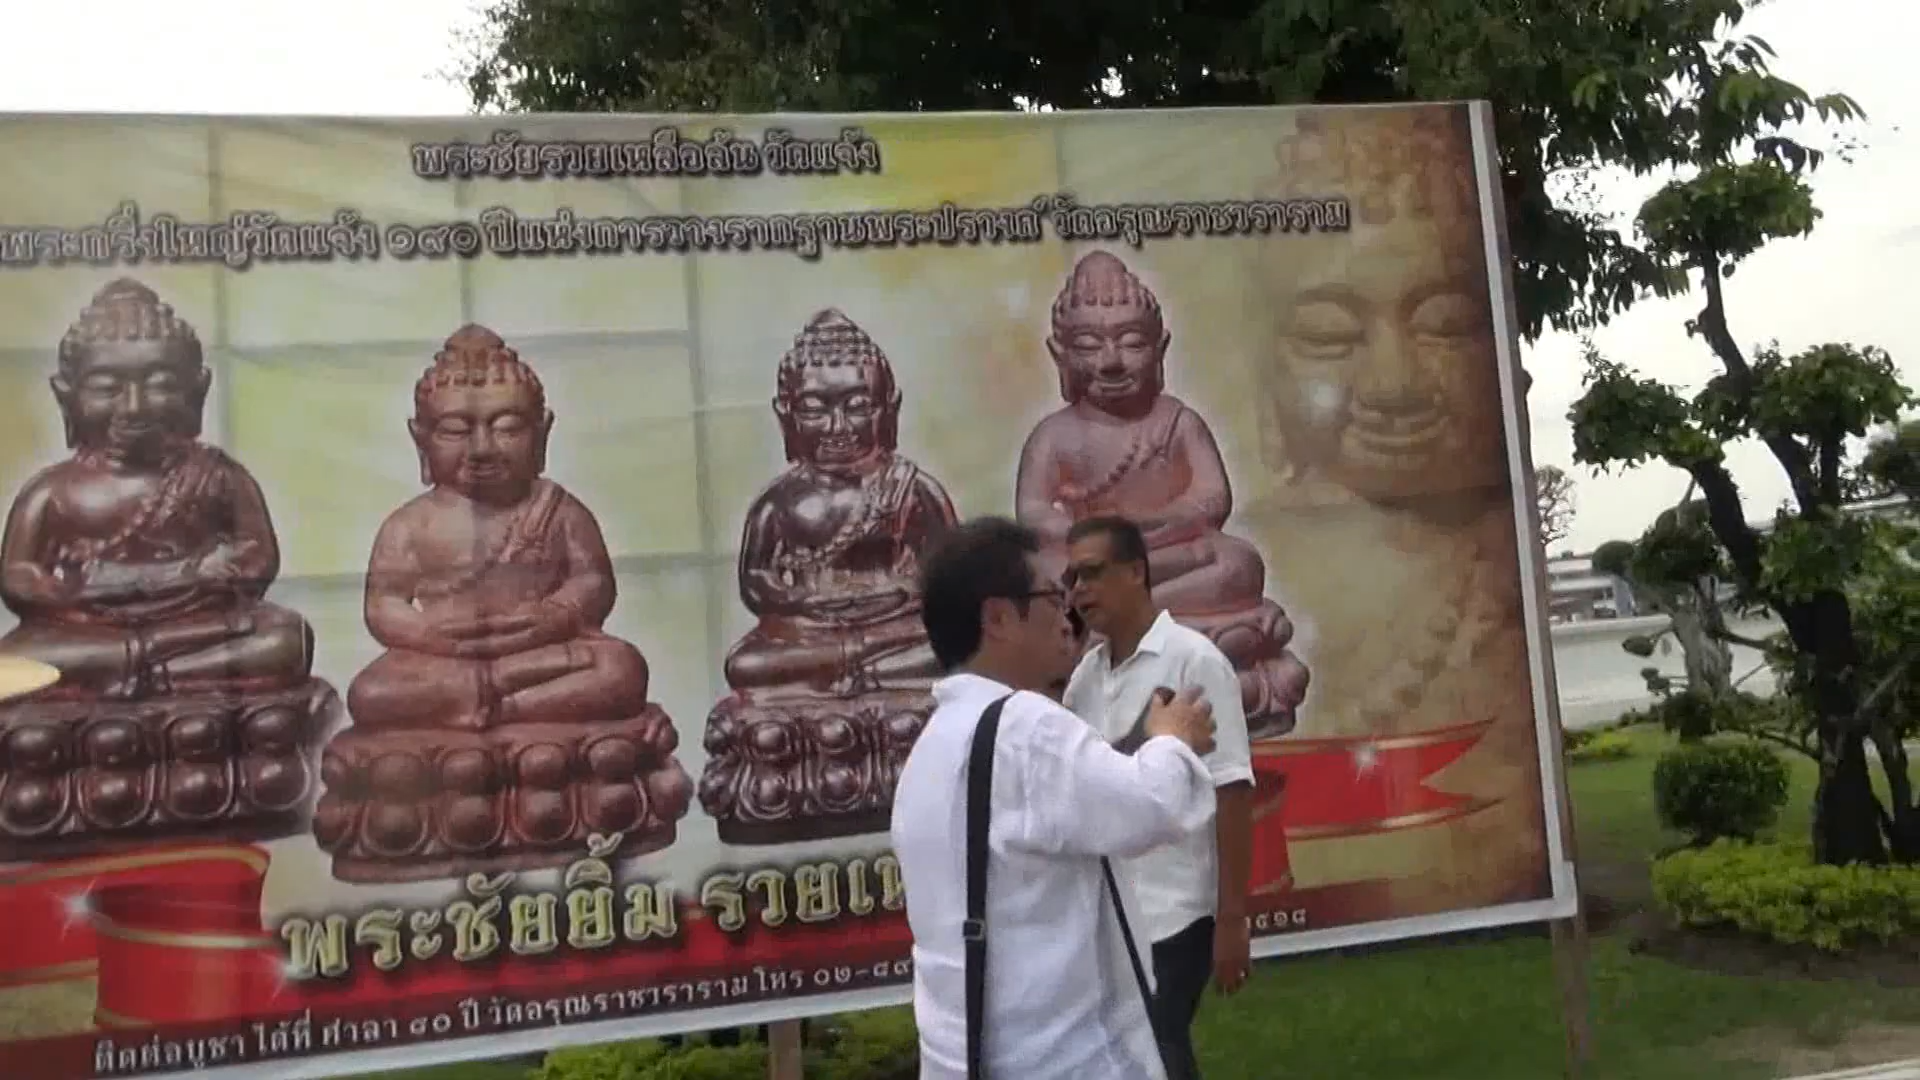 พระชัยรวยเหลือล้น วัดแจ้ง
พระกริ่งใหญ่วัดแจ้ง ๑๙๐ ปีแห่งการวางรากฐานพระปรางค์ วัดอรุณราชวราราม
พระชัยยิ้ม รวยเห
ติดต่อบูชา ได้ที่ ศาลา ๘๐ ปี วัดอรุณราชวราราม โทร ๐๒-๘๙